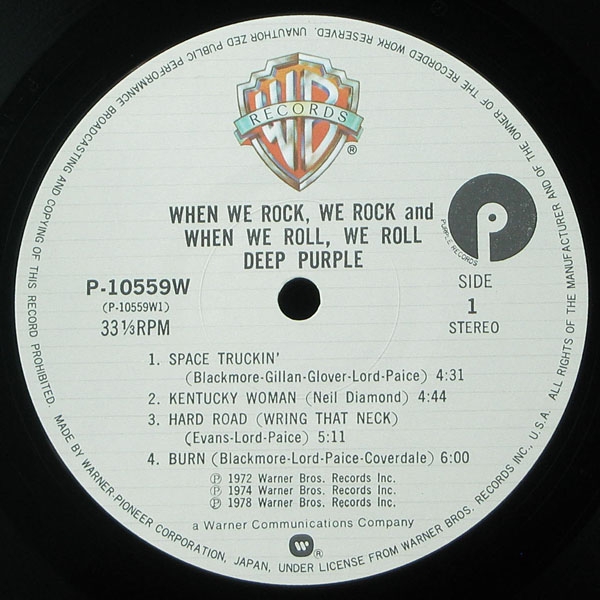 WB
RECORDS
®
WHEN WE ROCK, WE ROCK and
WHEN WE ROLL, WE ROLL
DEEP PURPLE
P
PURPLE RECORDS
P-10559W
(P-10559W1)
33 1/3 RPM
SIDE
1
STEREO
1. SPACE TRUCKIN'
(Blackmore-Gillan-Glover-Lord-Paice) 4:31
2. KENTUCKY WOMAN (Neil Diamond) 4:44
3. HARD ROAD (WRING THAT NECK)
(Evans-Lord-Paice) 5:11
4. BURN (Blackmore-Lord-Paice-Coverdale) 6:00
℗ 1972 Warner Bros. Records Inc.
℗ 1974 Warner Bros. Records Inc.
℗ 1978 Warner Bros. Records Inc.
a Warner Communications Company
W ®
MADE BY WARNER-PIONEER CORPORATION, JAPAN, UNDER LICENSE FROM WARNER BROS. RECORDS INC., U.S.A. ALL RIGHTS OF THE MANUFACTURER AND OF THE OWNER OF THE RECORDED WORK RESERVED. UNAUTHORIZED PUBLIC PERFORMANCE BROADCASTING AND COPYING OF THIS RECORD PROHIBITED.